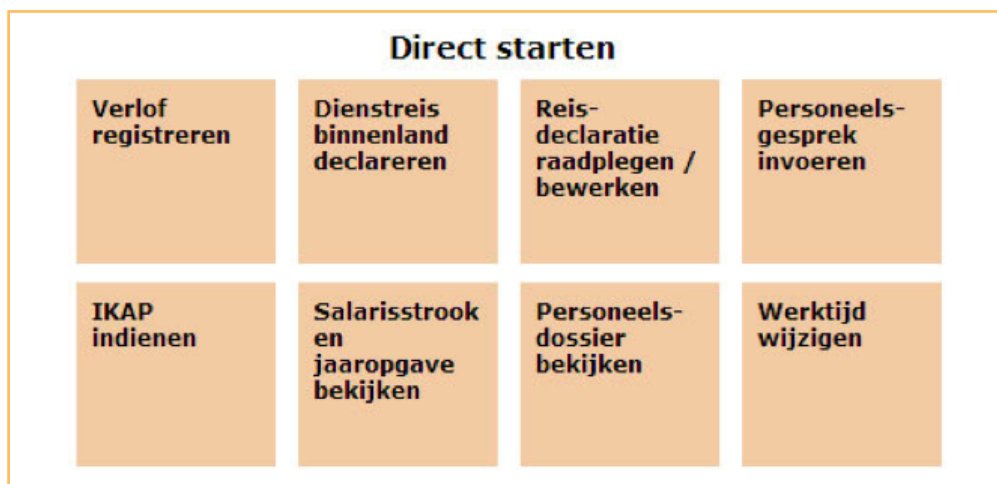 Direct starten
Verlof
registreren
Dienstreis
binnenland
declareren
Reis-
declaratie
raadplegen /
bewerken
Personeels-
gesprek
invoeren
IKAP
indienen
Salarisstrook
en
jaaropgave
bekijken
Personeels-
dossier
bekijken
Werktijd
wijzigen